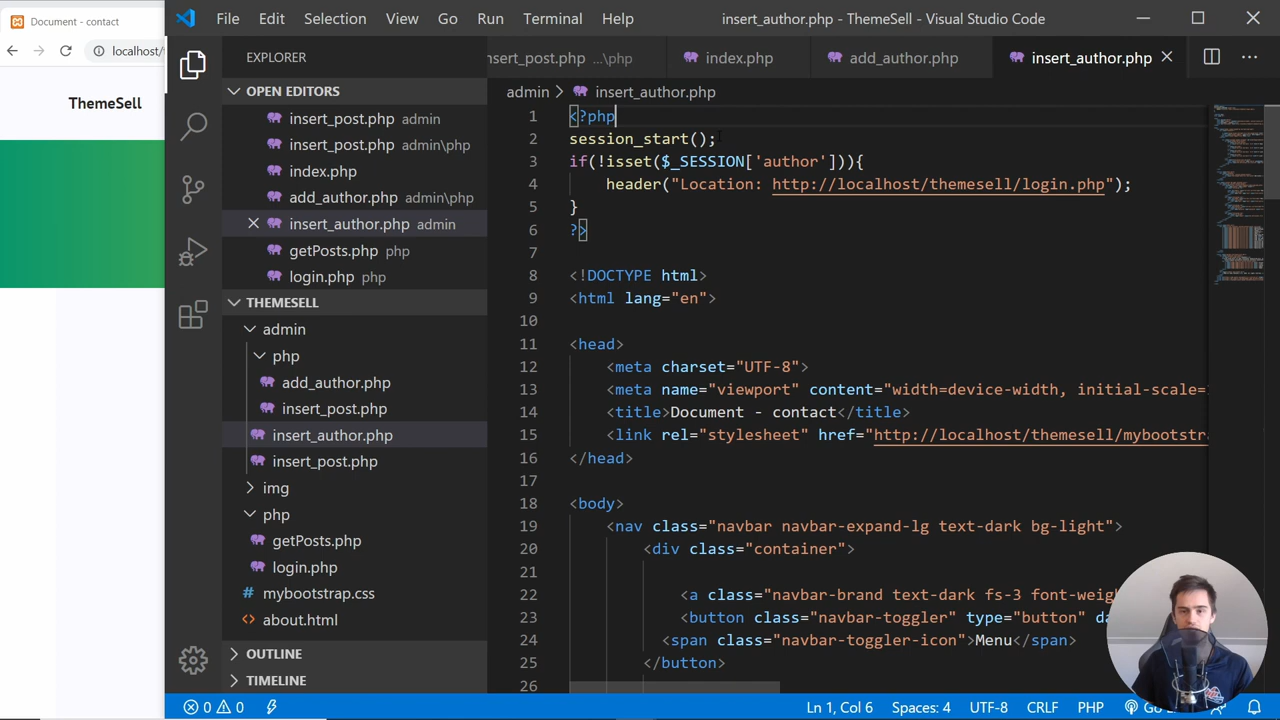 Document - contact
localhost/
ThemeSell
File Edit Selection View Go Run Terminal Help
insert_author.php - ThemeSell - Visual Studio Code
EXPLORER
OPEN EDITORS
insert_post.php admin
insert_post.php admin\php
index.php
add_author.php admin\php
insert_author.php admin
getPosts.php php
login.php php
THEMESELL
admin
php
add_author.php
insert_post.php
insert_author.php
insert_post.php
img
php
getPosts.php
login.php
mybootstrap.css
about.html
OUTLINE
TIMELINE
nsert_post.php ...\php
index.php
add_author.php
insert_author.php
admin > insert_author.php
1 <?php
2 session_start();
3 if(!isset($_SESSION['author'])){
4 header("Location: http://localhost/themesell/login.php");
5 }
6 ?>
7
8 <!DOCTYPE html>
9 <html lang="en">
10
11 <head>
12 <meta charset="UTF-8">
13 <meta name="viewport" content="width=device-width, initial-scale=
14 <title>Document - contact</title>
15 <link rel="stylesheet" href="http://localhost/themesell/mybootstra
16 </head>
17
18 <body>
19 <nav class="navbar navbar-expand-lg text-dark bg-light">
20 <div class="container">
21
22 <a class="navbar-brand text-dark fs-3 font-weig
23 <button class="navbar-toggler" type="button" da
24 <span class="navbar-toggler-icon">Menu</span>
25 </button>
26
0 0 Ln 1, Col 6 Spaces: 4 UTF-8 CRLF PHP Go